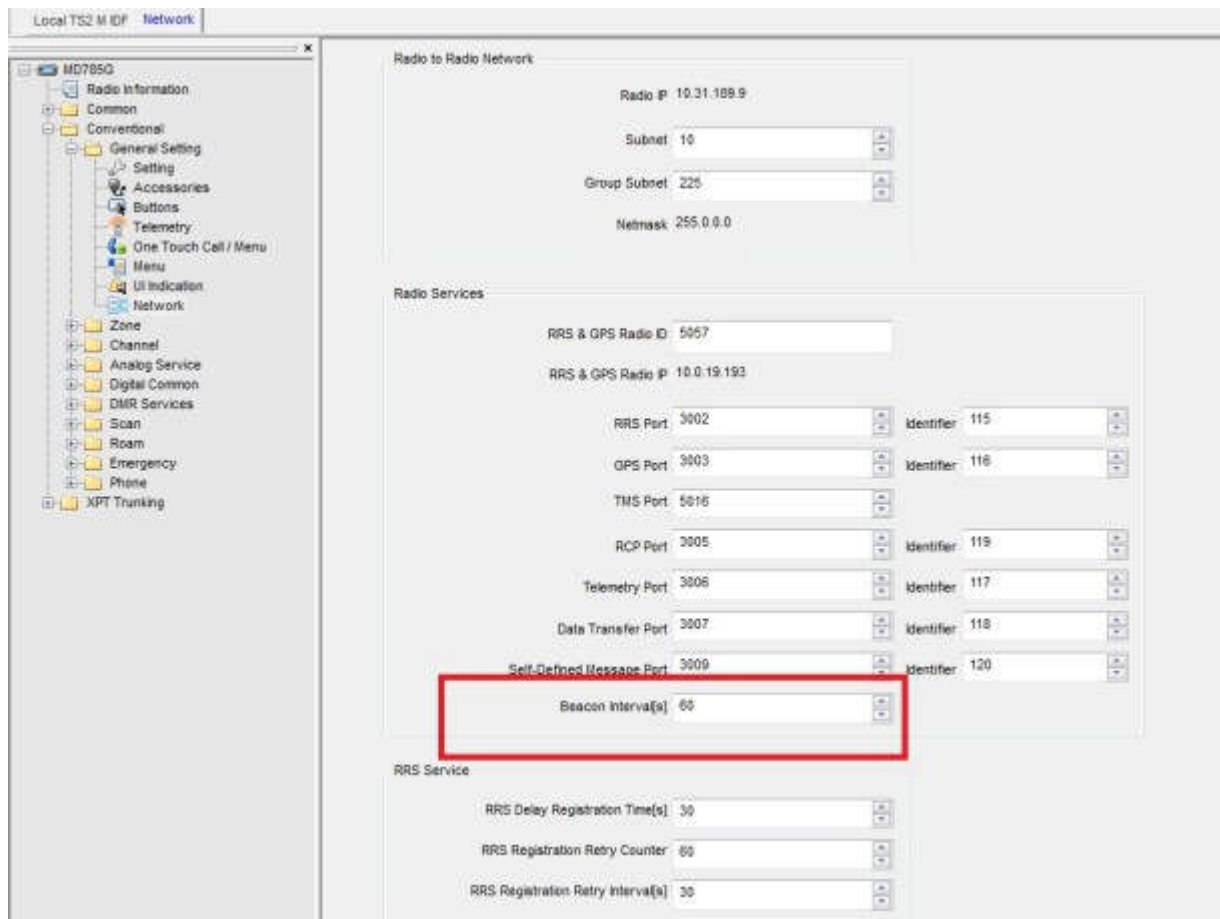 Local TS2 M IDF Network
MD785G
Radio Information
Common
Conventional
General Setting
Setting
Accessories
Buttons
Telemetry
One Touch Call / Menu
Menu
UI Indication
Network
Zone
Channel
Analog Service
Digital Common
DMR Services
Scan
Roam
Emergency
Phone
XPT Trunking
Radio to Radio Network
Radio IP 10.31.189.9
Subnet 10
Group Subnet 225
Netmask 255.0.0.0
Radio Services
RRS & GPS Radio ID 5057
RRS & GPS Radio IP 10.0.19.193
RRS Port 3002 Identifier 115
GPS Port 3003 Identifier 116
TMS Port 5016
RCP Port 3005 Identifier 119
Telemetry Port 3006 Identifier 117
Data Transfer Port 3007 Identifier 118
Self-Defined Message Port 3009 Identifier 120
Beacon Interval[s] 60
RRS Service
RRS Delay Registration Time[s] 30
RRS Registration Retry Counter 60
RRS Registration Retry Interval[s] 30